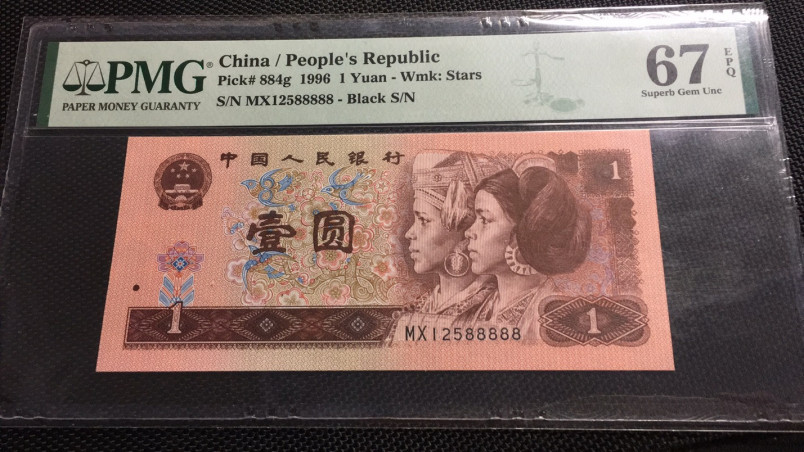 PMG®
PAPER MONEY GUARANTY
China / People's Republic
Pick# 884g 1996 1 Yuan - Wmk: Stars
S/N MX12588888 - Black S/N
67
EPQ
Superb Gem Unc
中国人民银行
1
壹圆
1
MX12588888
1